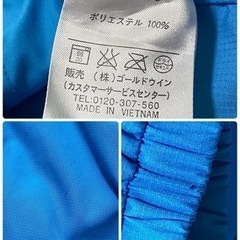 ポリエステル 100%
販売 (株)ゴールドウイン
(カスタマーサービスセンター)
TEL:0120-307-560
MADE IN VIETNAM